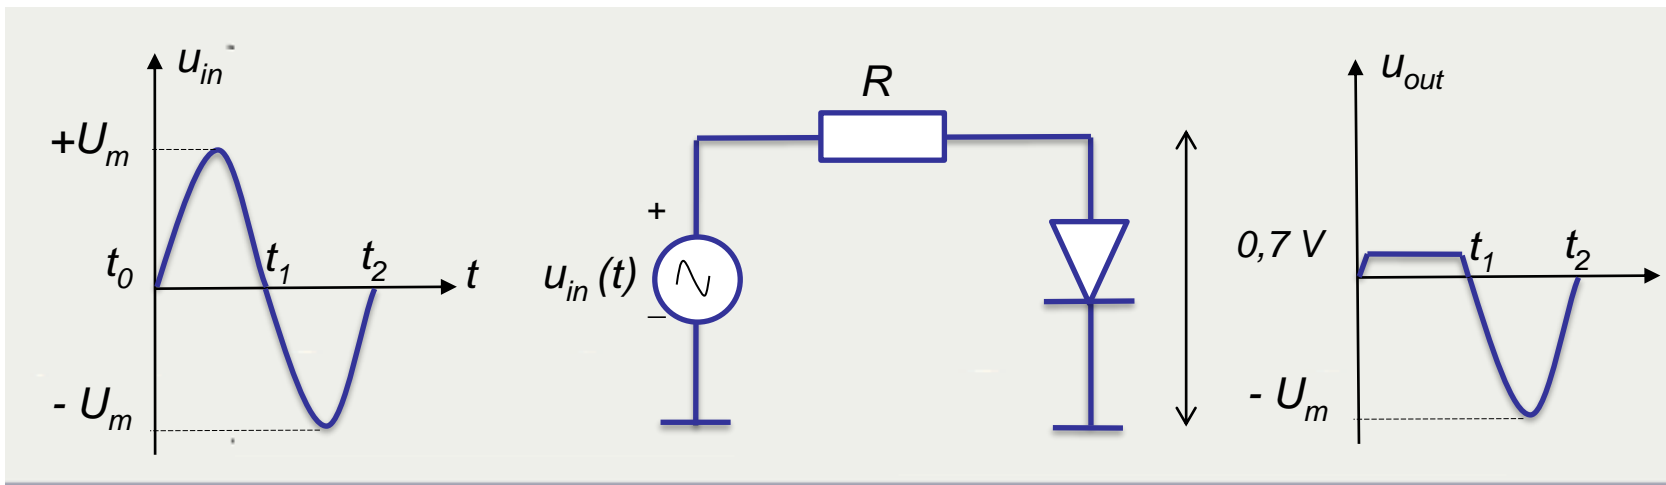 u_in
+U_m
t_0
t_1
t_2
t
- U_m
R
+
u_in (t)
–
u_out
0,7 V
t_1
t_2
- U_m